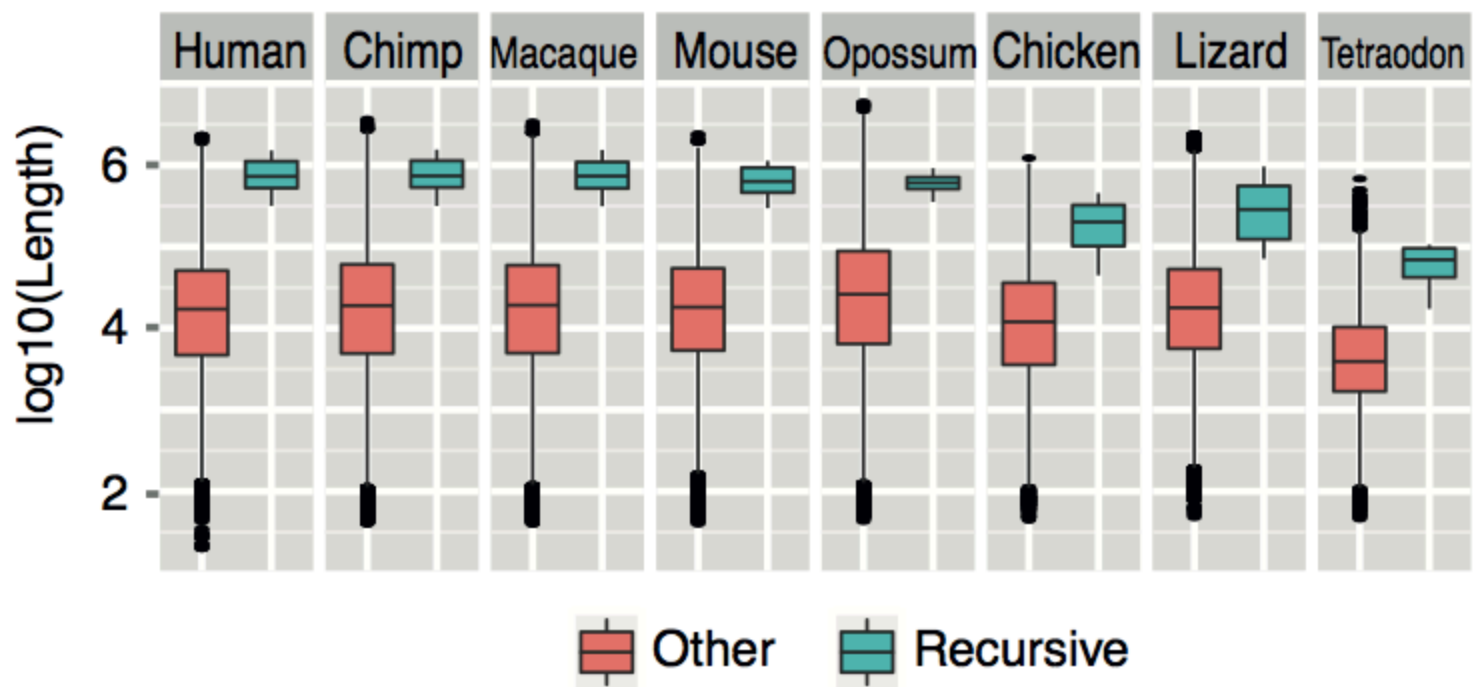 Human Chimp Macaque Mouse Opossum Chicken Lizard Tetraodon
log10(Length)
6
4
2
Other Recursive